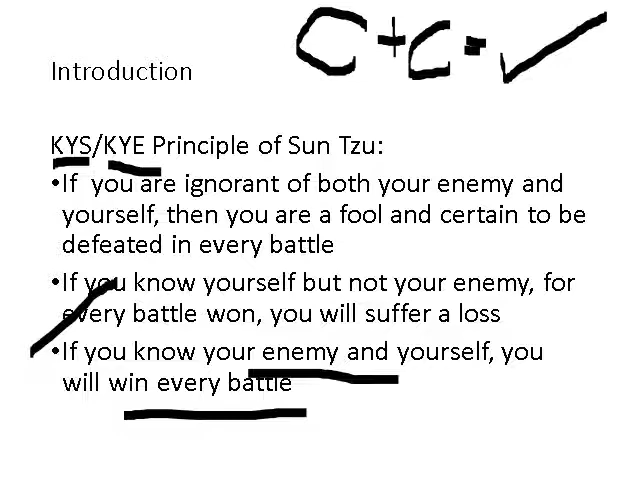 C + C = ✓
Introduction
KYS/KYE Principle of Sun Tzu:
•If  you are ignorant of both your enemy and
yourself, then you are a fool and certain to be
defeated in every battle
•If you know yourself but not your enemy, for
every battle won, you will suffer a loss
•If you know your enemy and yourself, you
will win every battle